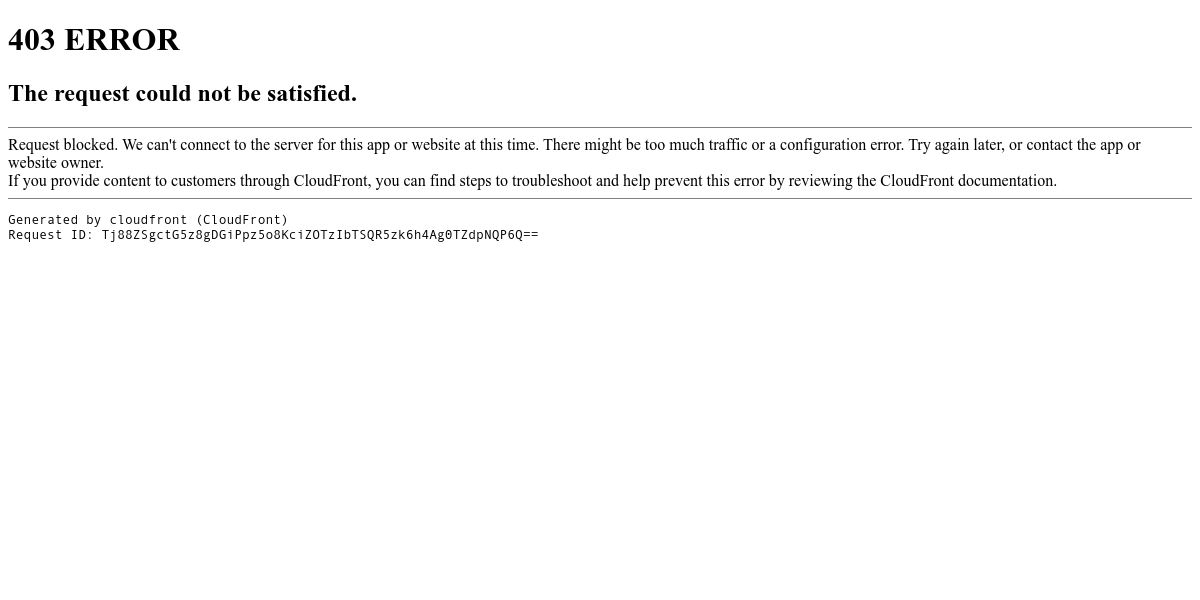 403 ERROR
The request could not be satisfied.
Request blocked. We can't connect to the server for this app or website at this time. There might be too much traffic or a configuration error. Try again later, or contact the app or
website owner.
If you provide content to customers through CloudFront, you can find steps to troubleshoot and help prevent this error by reviewing the CloudFront documentation.
Generated by cloudfront (CloudFront)
Request ID: Tj88ZSgctG5z8gDGiPpz5o8KciZOTzIbTSQR5zk6h4Ag0TZdpNQP6Q==